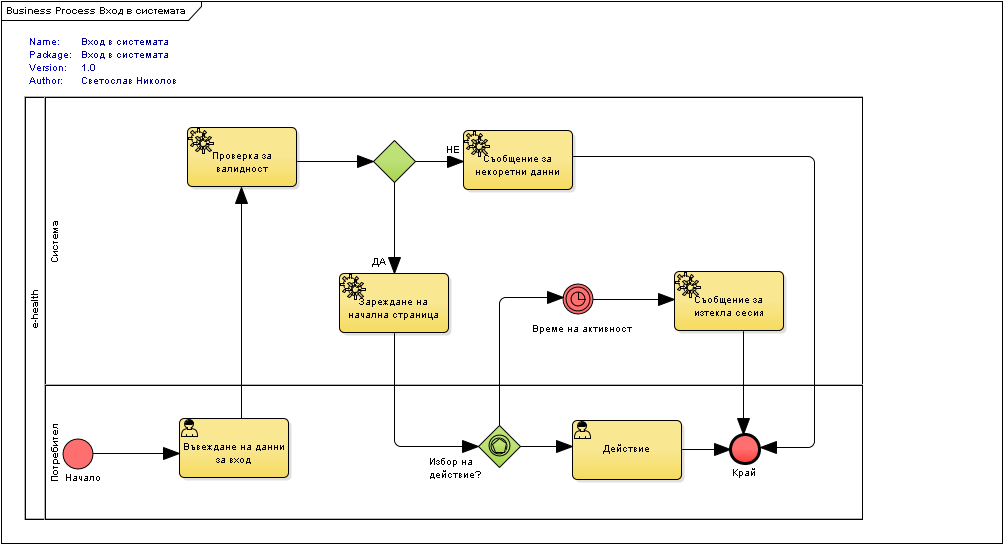 Business Process Вход в системата
Name: Вход в системата
Package: Вход в системата
Version: 1.0
Author: Светослав Николов
e-health
Система
Проверка за
валидност
НЕ
Съобщение за
некоретни данни
ДА
Зареждане на
начална страница
Време на активност
Съобщение за
изтекла сесия
Потребител
Начало
Въвеждане на данни
за вход
Избор на
действие?
Действие
Край